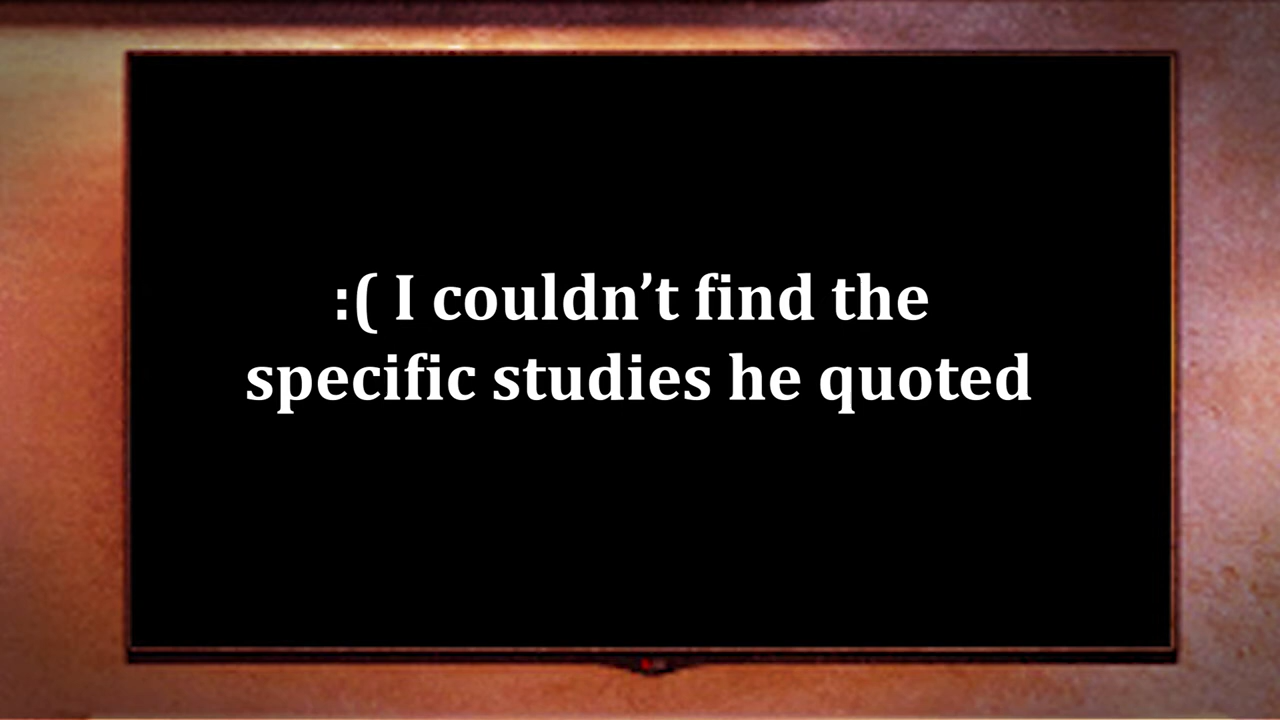 :( I couldn’t find the
specific studies he quoted